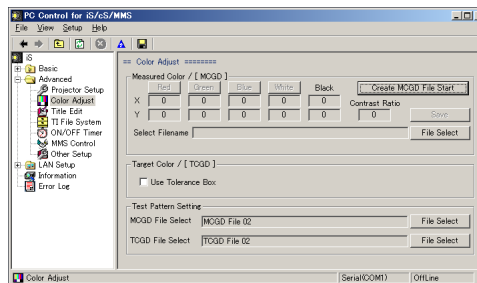 PC Control for iS/cS/MMS
File View Setup Help
iS
Basic
Advanced
Projector Setup
Color Adjust
Title Edit
TI File System
ON/OFF Timer
MMS Control
Other Setup
LAN Setup
Information
Error Log
== Color Adjust ========
Measured Color / [ MCGD ]
Red Green Blue White Black Create MCGD File Start
X 0 0 0 0 0 Contrast Ratio
Y 0 0 0 0 0 0 Save
Select Filename File Select
Target Color / [ TCGD ]
Use Tolerance Box
Test Pattern Setting
MCGD File Select MCGD File 02 File Select
TCGD File Select TCGD File 02 File Select
Color Adjust Serial(COM1) OffLine